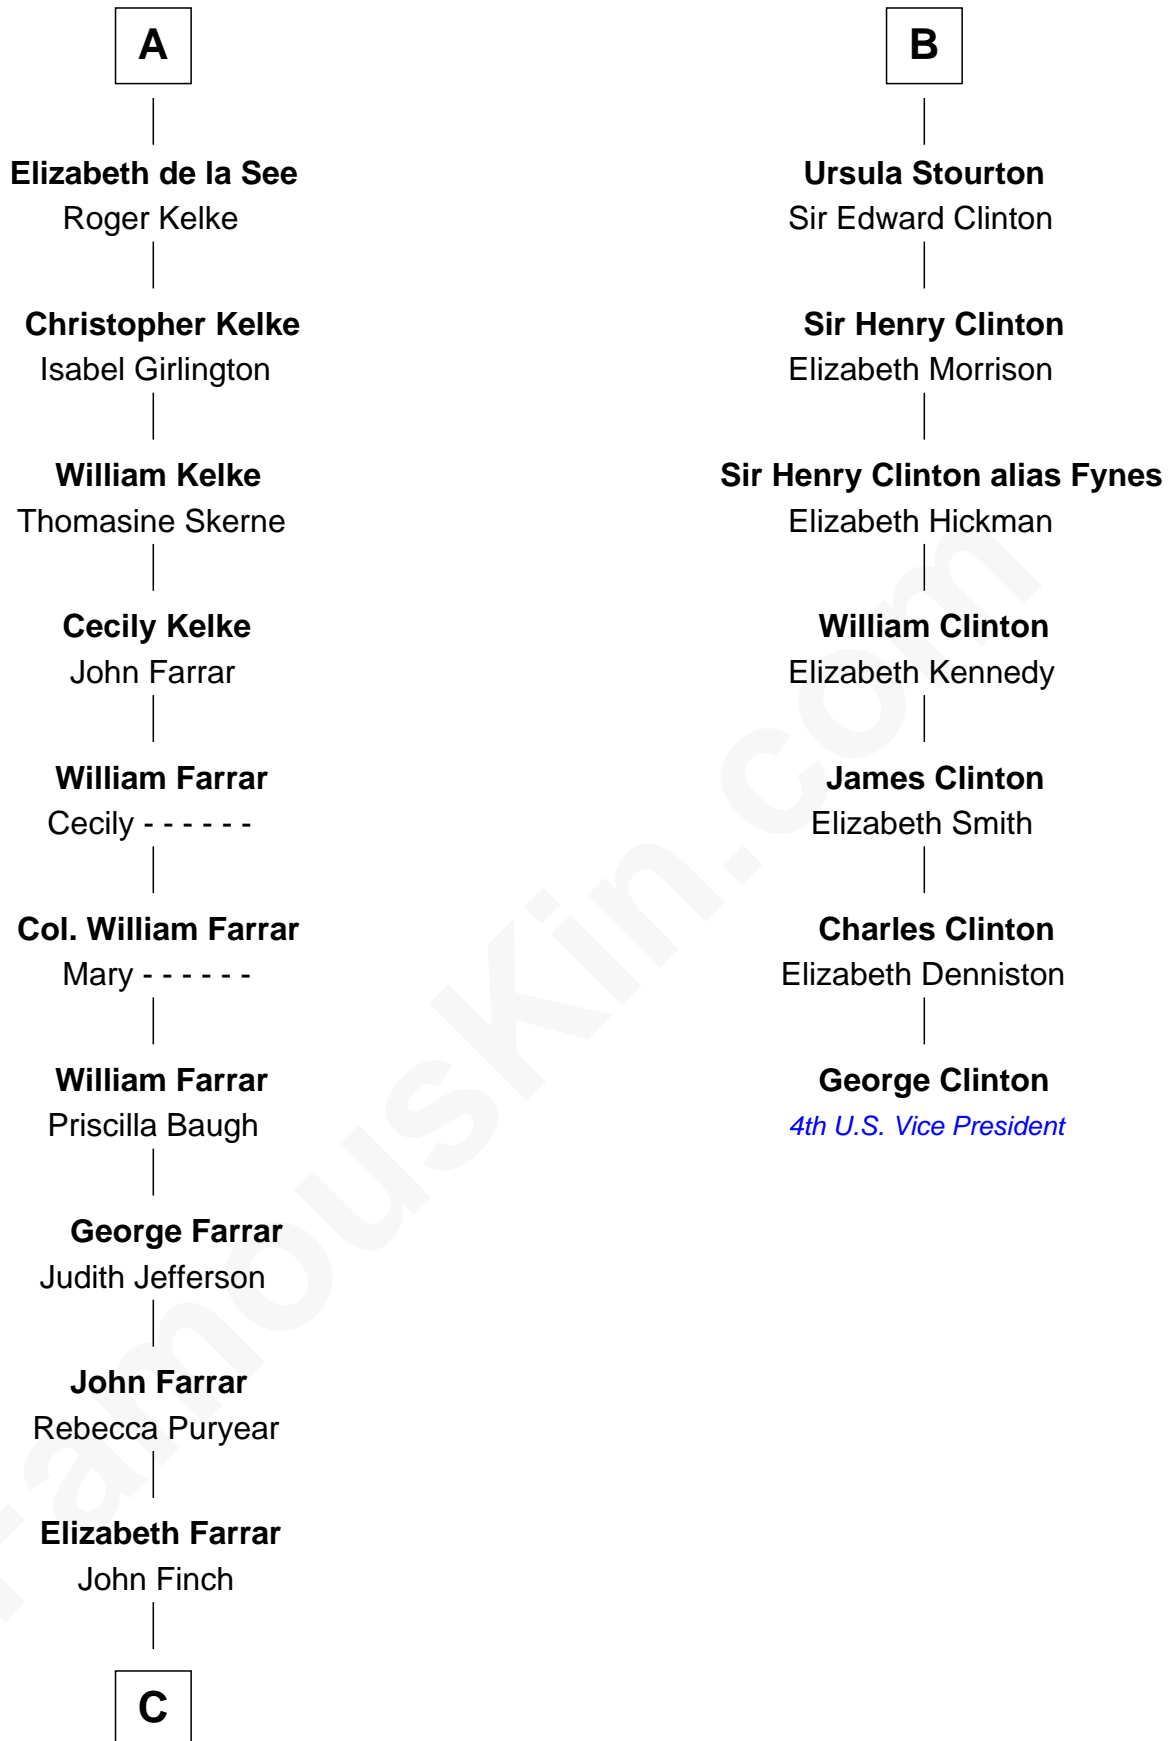 A
Elizabeth de la See
Roger Kelke
Christopher Kelke
Isabel Girlington
William Kelke
Thomasine Skerne
Cecily Kelke
John Farrar
William Farrar
Cecily - - - - - -
Col. William Farrar
Mary - - - - - -
William Farrar
Priscilla Baugh
George Farrar
Judith Jefferson
John Farrar
Rebecca Puryear
Elizabeth Farrar
John Finch
C
B
Ursula Stourton
Sir Edward Clinton
Sir Henry Clinton
Elizabeth Morrison
Sir Henry Clinton alias Fynes
Elizabeth Hickman
William Clinton
Elizabeth Kennedy
James Clinton
Elizabeth Smith
Charles Clinton
Elizabeth Denniston
George Clinton
4th U.S. Vice President
FamousKin.com